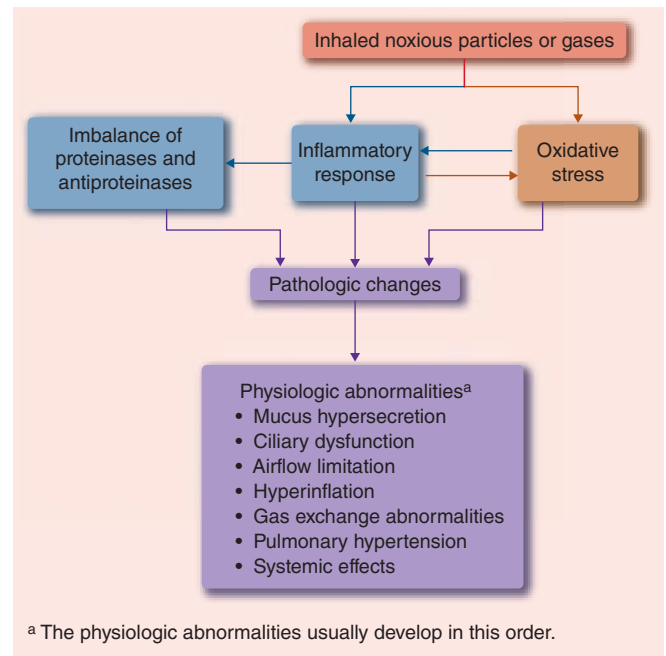 Inhaled noxious particles or gases
Imbalance of
proteinases and
antiproteinases
Inflammatory
response
Oxidative
stress
Pathologic changes
Physiologic abnormalitiesᵃ
• Mucus hypersecretion
• Ciliary dysfunction
• Airflow limitation
• Hyperinflation
• Gas exchange abnormalities
• Pulmonary hypertension
• Systemic effects
ᵃ The physiologic abnormalities usually develop in this order.